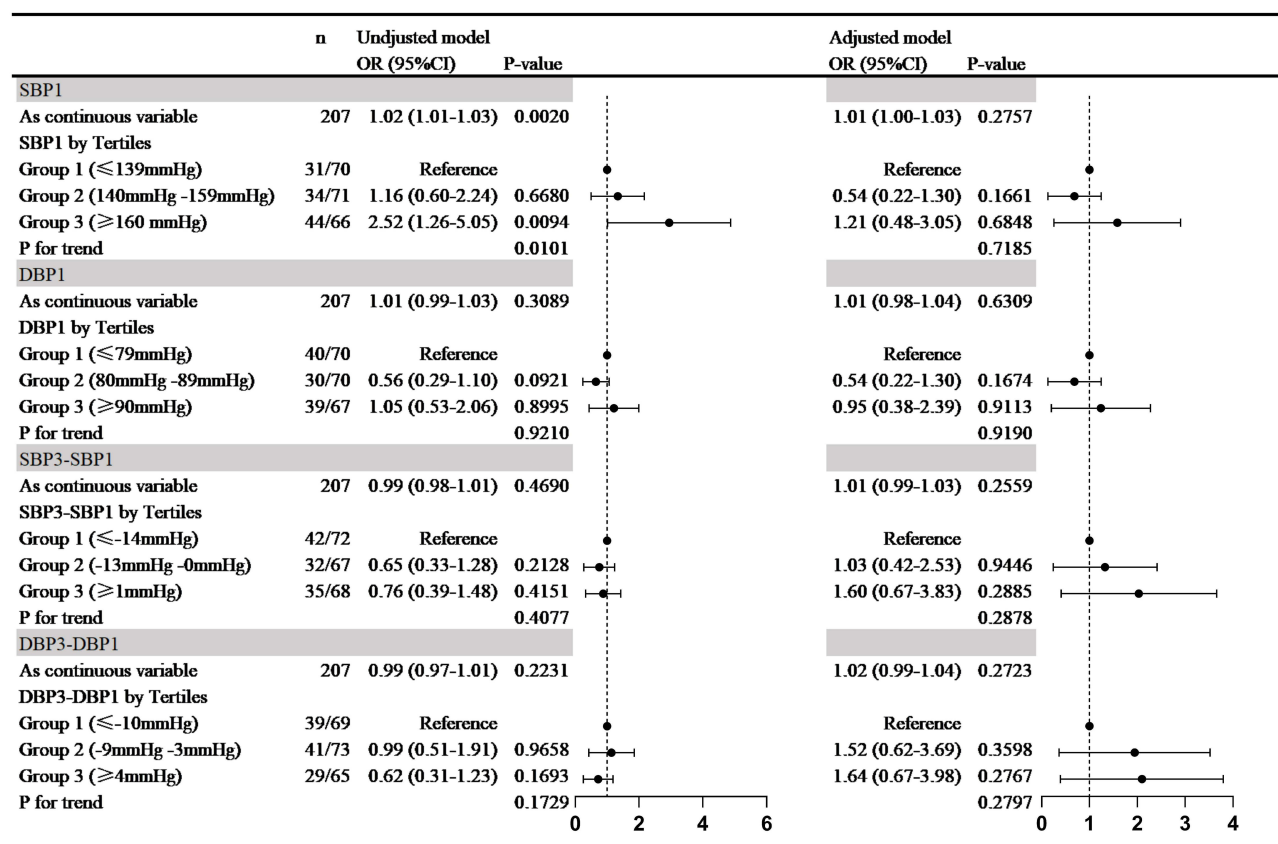 n Undjusted model Adjusted model
OR (95%CI) P-value OR (95%CI) P-value
SBP1
As continuous variable 207 1.02 (1.01-1.03) 0.0020 1.01 (1.00-1.03) 0.2757
SBP1 by Tertiles
Group 1 (≤139mmHg) 31/70 Reference Reference
Group 2 (140mmHg -159mmHg) 34/71 1.16 (0.60-2.24) 0.6680 0.54 (0.22-1.30) 0.1661
Group 3 (≥160 mmHg) 44/66 2.52 (1.26-5.05) 0.0094 1.21 (0.48-3.05) 0.6848
P for trend 0.0101 0.7185
DBP1
As continuous variable 207 1.01 (0.99-1.03) 0.3089 1.01 (0.98-1.04) 0.6309
DBP1 by Tertiles
Group 1 (≤79mmHg) 40/70 Reference Reference
Group 2 (80mmHg -89mmHg) 30/70 0.56 (0.29-1.10) 0.0921 0.54 (0.22-1.30) 0.1674
Group 3 (≥90mmHg) 39/67 1.05 (0.53-2.06) 0.8995 0.95 (0.38-2.39) 0.9113
P for trend 0.9210 0.9190
SBP3-SBP1
As continuous variable 207 0.99 (0.98-1.01) 0.4690 1.01 (0.99-1.03) 0.2559
SBP3-SBP1 by Tertiles
Group 1 (≤-14mmHg) 42/72 Reference Reference
Group 2 (-13mmHg -0mmHg) 32/67 0.65 (0.33-1.28) 0.2128 1.03 (0.42-2.53) 0.9446
Group 3 (≥1mmHg) 35/68 0.76 (0.39-1.48) 0.4151 1.60 (0.67-3.83) 0.2885
P for trend 0.4077 0.2878
DBP3-DBP1
As continuous variable 207 0.99 (0.97-1.01) 0.2231 1.02 (0.99-1.04) 0.2723
DBP3-DBP1 by Tertiles
Group 1 (≤-10mmHg) 39/69 Reference Reference
Group 2 (-9mmHg -3mmHg) 41/73 0.99 (0.51-1.91) 0.9658 1.52 (0.62-3.69) 0.3598
Group 3 (≥4mmHg) 29/65 0.62 (0.31-1.23) 0.1693 1.64 (0.67-3.98) 0.2767
P for trend 0.1729 0.2797
0 2 4 6 0 1 2 3 4